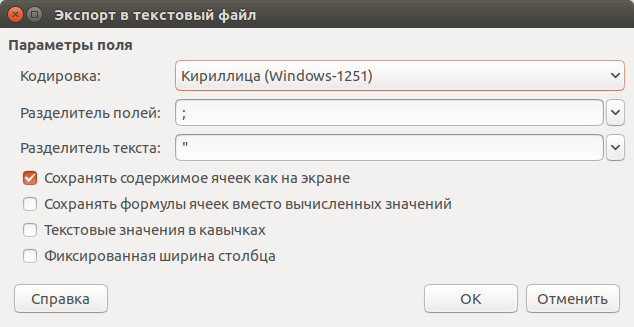 Экспорт в текстовый файл
Параметры поля
Кодировка: Кириллица (Windows-1251)
Разделитель полей: ;
Разделитель текста: "
Сохранять содержимое ячеек как на экране
Сохранять формулы ячеек вместо вычисленных значений
Текстовые значения в кавычках
Фиксированная ширина столбца
Справка OK Отменить